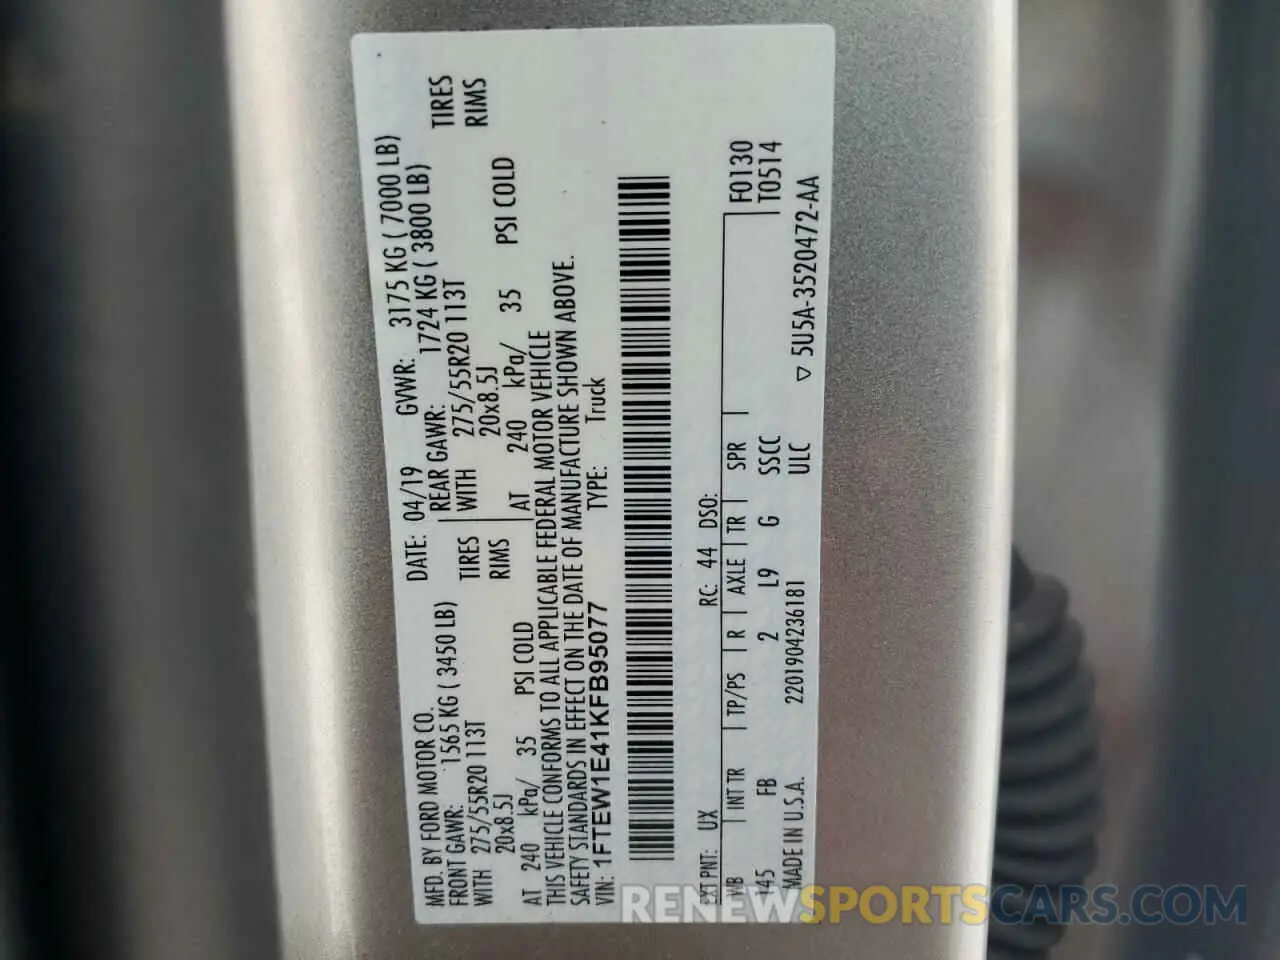 MFD. BY FORD MOTOR CO.
DATE: 04/19 GVWR: 3175 KG ( 7000 LB)
FRONT GAWR: 1565 KG ( 3450 LB) REAR GAWR: 1724 KG ( 3800 LB)
WITH 275/55R20 113T TIRES WITH 275/55R20 113T TIRES
20x8.5J RIMS 20x8.5J RIMS
AT 240 kPa/ 35 PSI COLD AT 240 kPa/ 35 PSI COLD
THIS VEHICLE CONFORMS TO ALL APPLICABLE FEDERAL MOTOR VEHICLE
SAFETY STANDARDS IN EFFECT ON THE DATE OF MANUFACTURE SHOWN ABOVE.
VIN: 1FTEW1E41KFB95077 TYPE: Truck
EXT PNT: UX RC: 44 DSO: F0130
WB INT TR TP/PS R AXLE TR SPR T0514
145 FB 2 L9 G SSCC
MADE IN U.S.A. 2201904236181 ULC ▽ 5U5A-3520472-AA
RENEWSPORTSCARS.COM